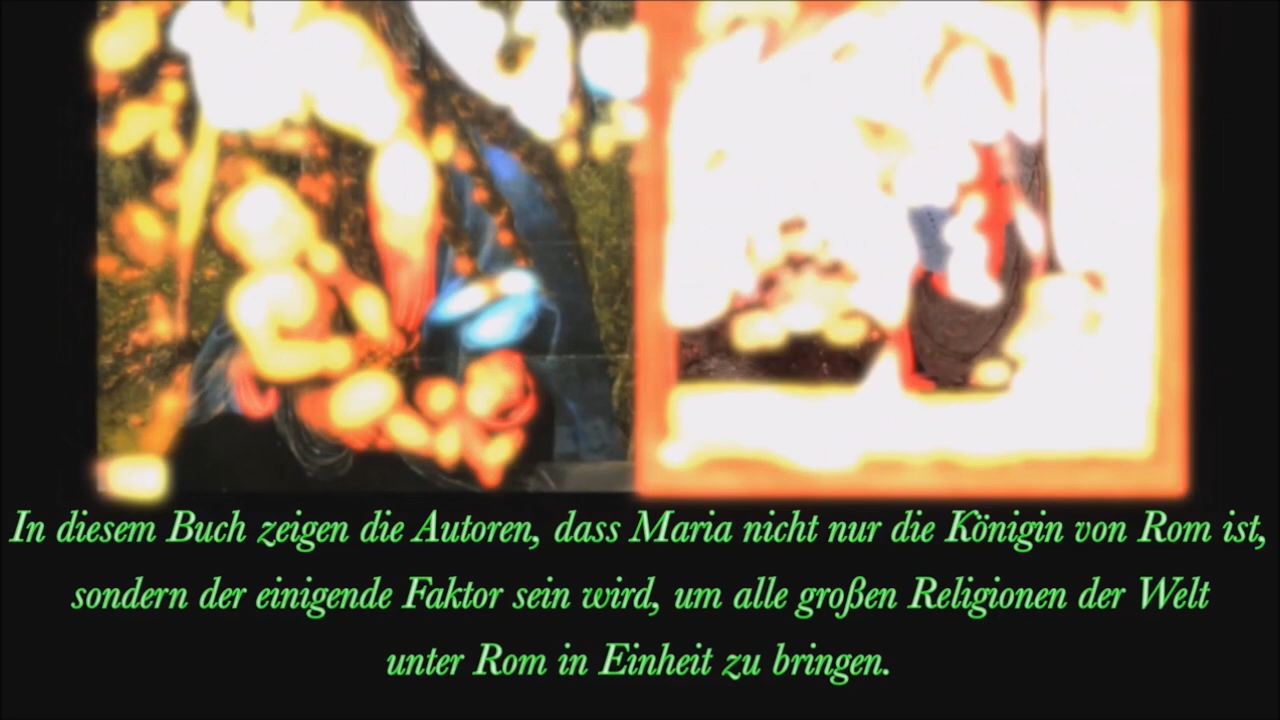 In diesem Buch zeigen die Autoren, dass Maria nicht nur die Königin von Rom ist,
sondern der einigende Faktor sein wird, um alle großen Religionen der Welt
unter Rom in Einheit zu bringen.